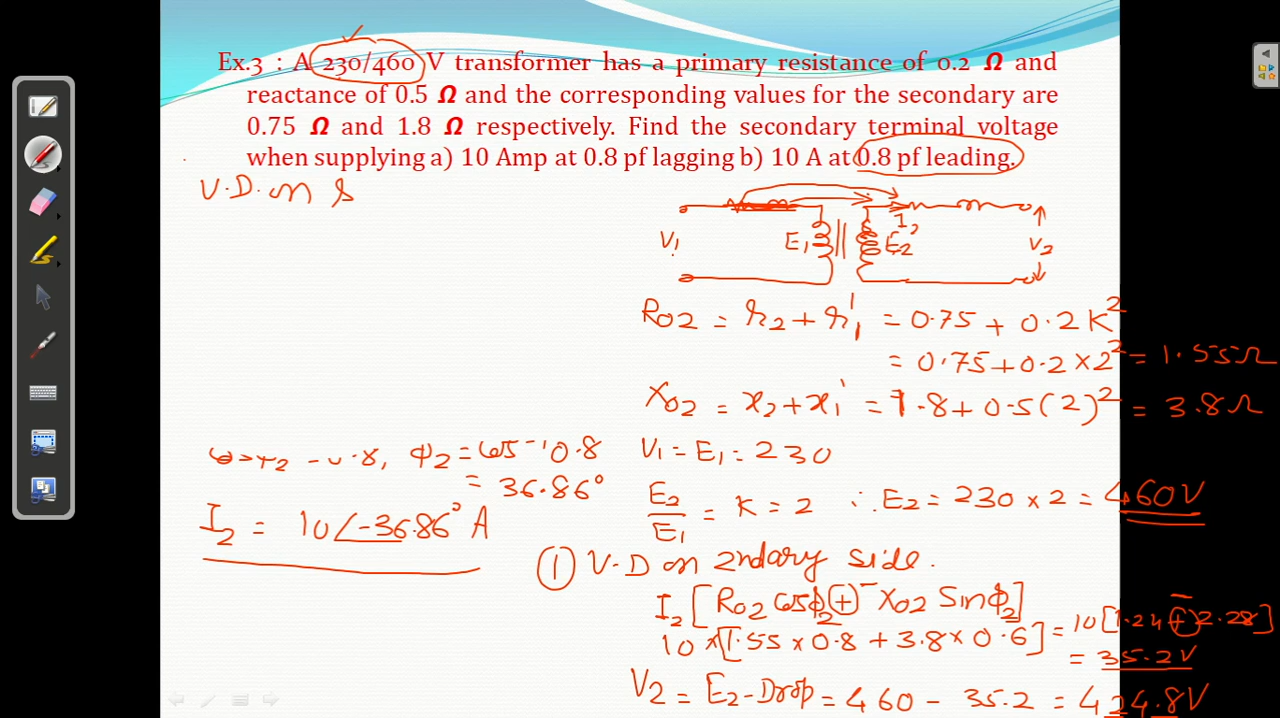 Ex.3 : A 230/460 V transformer has a primary resistance of 0.2 Ω and
reactance of 0.5 Ω and the corresponding values for the secondary are
0.75 Ω and 1.8 Ω respectively. Find the secondary terminal voltage
when supplying a) 10 Amp at 0.8 pf lagging b) 10 A at 0.8 pf leading.
V.D. on s
V1 E1 E2 I2 V2
R02 = r2 + r1' = 0.75 + 0.2 K²
= 0.75 + 0.2 × 2² = 1.55 Ω
X02 = x2 + x1' = 1.8 + 0.5(2)² = 3.8 Ω
ϕ2 = cos⁻¹ 0.8
= 36.86°
I2 = 10∠-36.86° A
V1 = E1 = 230
E2/E1 = K = 2 ∴ E2 = 230 × 2 = 460V
① V.D on 2ndary side.
I2 [R02 cosϕ2 + - X02 Sinϕ2]
10 × [1.55 × 0.8 + 3.8 × 0.6] = 10 [1.24 + - 2.28]
= 35.2V
V2 = E2 - Drop = 460 - 35.2 = 424.8V